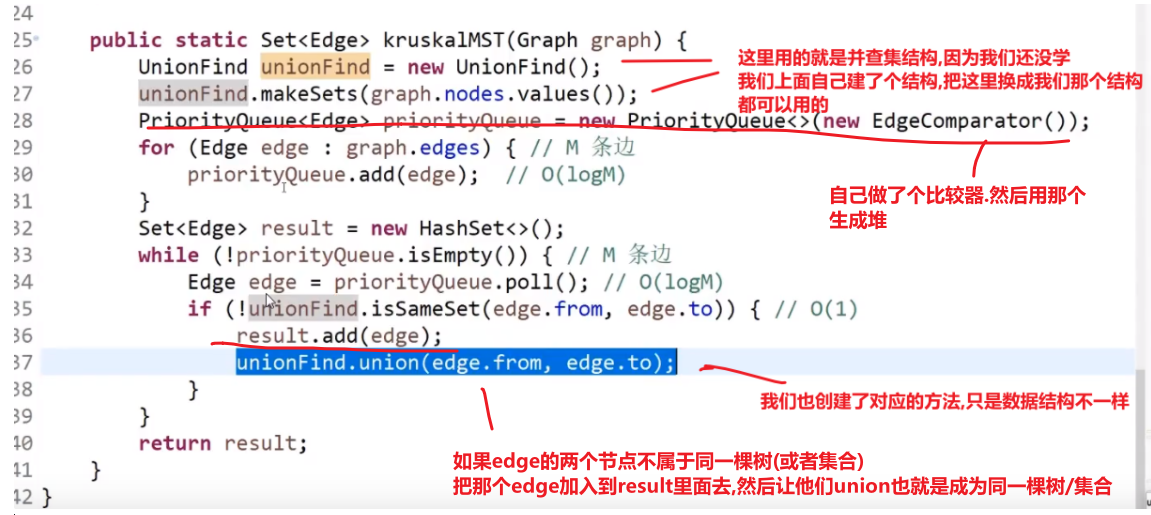 24
25 public static Set<Edge> kruskalMST(Graph graph) {
26 UnionFind unionFind = new UnionFind();
27 unionFind.makeSets(graph.nodes.values());
28 PriorityQueue<Edge> priorityQueue = new PriorityQueue<>(new EdgeComparator());
29 for (Edge edge : graph.edges) { // M 条边
30 priorityQueue.add(edge);  // O(logM)
31 }
32 Set<Edge> result = new HashSet<>();
33 while (!priorityQueue.isEmpty()) { // M 条边
34 Edge edge = priorityQueue.poll(); // O(logM)
35 if (!unionFind.isSameSet(edge.from, edge.to)) { // O(1)
36 result.add(edge);
37 unionFind.union(edge.from, edge.to);
38 }
39 }
40 return result;
41 }
42 }
这里用的就是并查集结构,因为我们还没学
我们上面自己建了个结构,把这里换成我们那个结构
都可以用的
自己做了个比较器.然后用那个
生成堆
我们也创建了对应的方法,只是数据结构不一样
如果edge的两个节点不属于同一棵树(或者集合)
把那个edge加入到result里面去,然后让他们union也就是成为同一棵树/集合